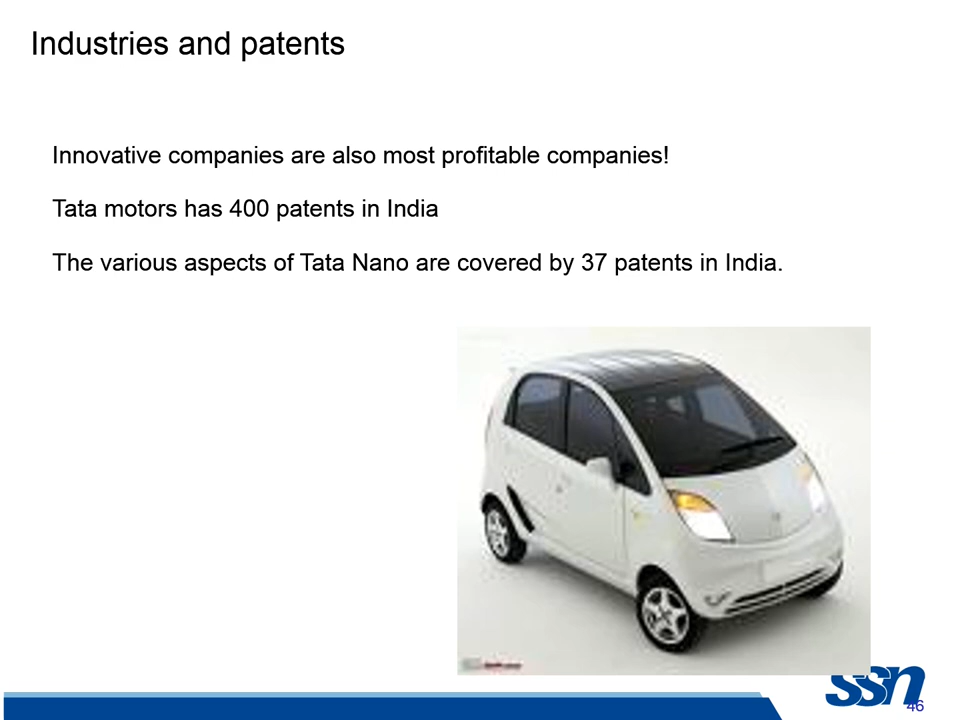 Industries and patents
Innovative companies are also most profitable companies!
Tata motors has 400 patents in India
The various aspects of Tata Nano are covered by 37 patents in India.
ssn
46